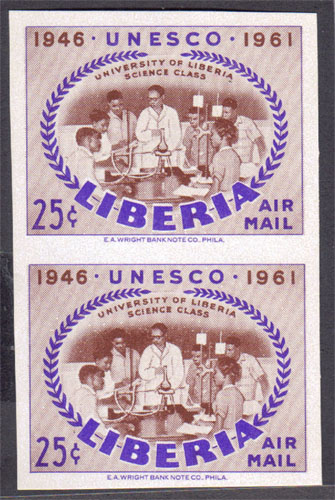 1946 · UNESCO · 1961
UNIVERSITY OF LIBERIA
SCIENCE CLASS
LIBERIA
25¢
AIR
MAIL
E.A. WRIGHT BANK NOTE CO., PHILA.
1946 · UNESCO · 1961
UNIVERSITY OF LIBERIA
SCIENCE CLASS
LIBERIA
25¢
AIR
MAIL
E.A. WRIGHT BANK NOTE CO., PHILA.